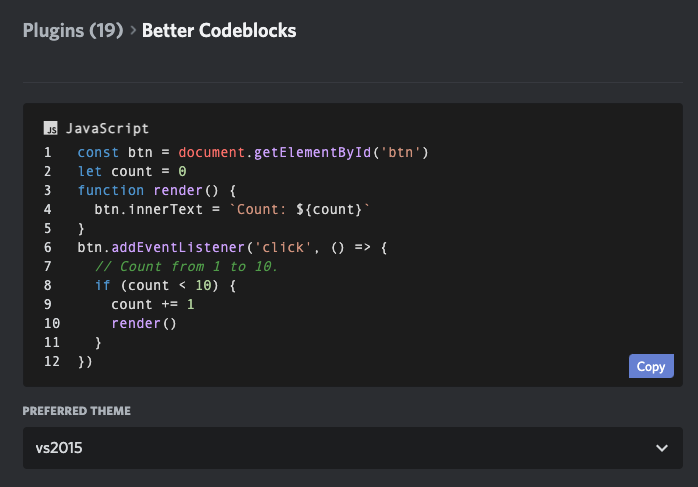 Plugins (19) > Better Codeblocks
JS JavaScript
1 const btn = document.getElementById('btn')
2 let count = 0
3 function render() {
4   btn.innerText = `Count: ${count}`
5 }
6 btn.addEventListener('click', () => {
7   // Count from 1 to 10.
8   if (count < 10) {
9     count += 1
10     render()
11   }
12 })
Copy
PREFERRED THEME
vs2015